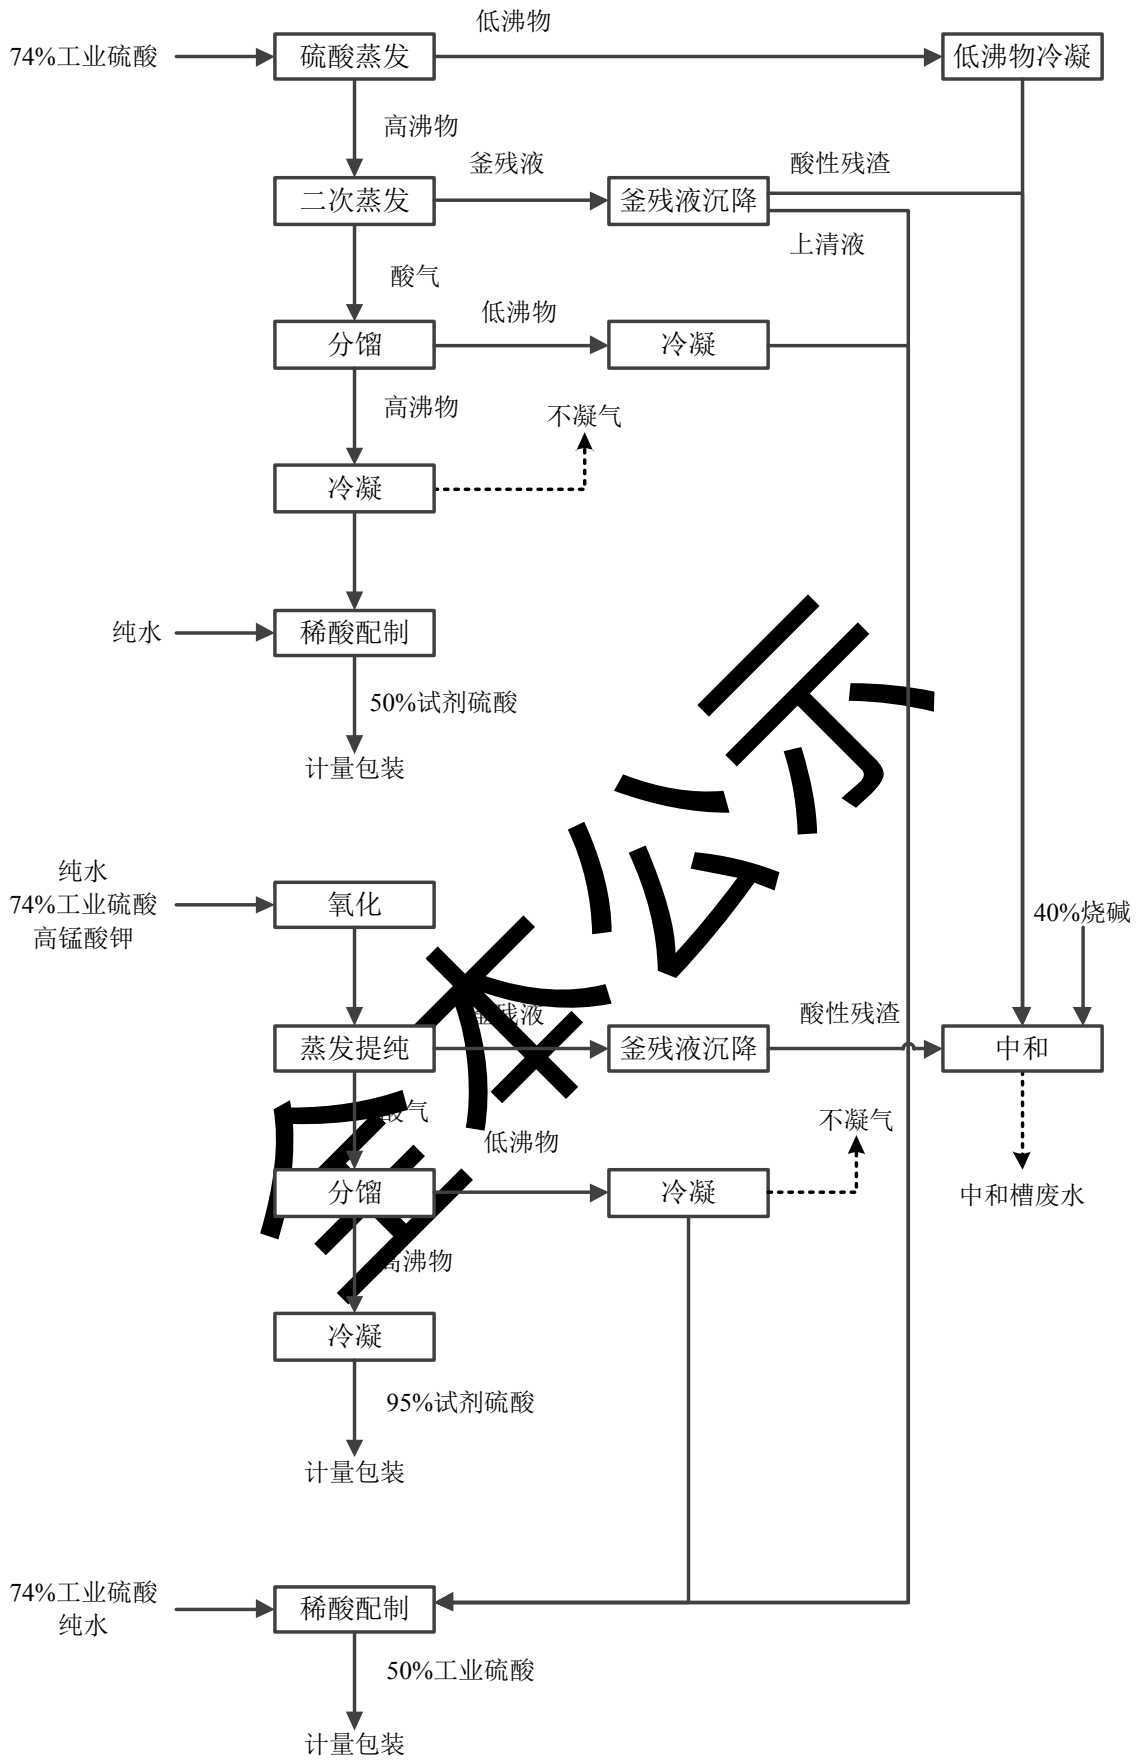 低沸物
74%工业硫酸
硫酸蒸发
低沸物冷凝
高沸物
釜残液
酸性残渣
二次蒸发
釜残液沉降
上清液
酸气
低沸物
分馏
冷凝
高沸物
不凝气
冷凝
纯水
稀酸配制
50%试剂硫酸
计量包装
纯水
74%工业硫酸
高锰酸钾
氧化
40%烧碱
釜残液
酸性残渣
蒸发提纯
釜残液沉降
中和
酸气
不凝气
低沸物
分馏
冷凝
中和槽废水
高沸物
冷凝
95%试剂硫酸
计量包装
74%工业硫酸
纯水
稀酸配制
50%工业硫酸
计量包装
全本公示